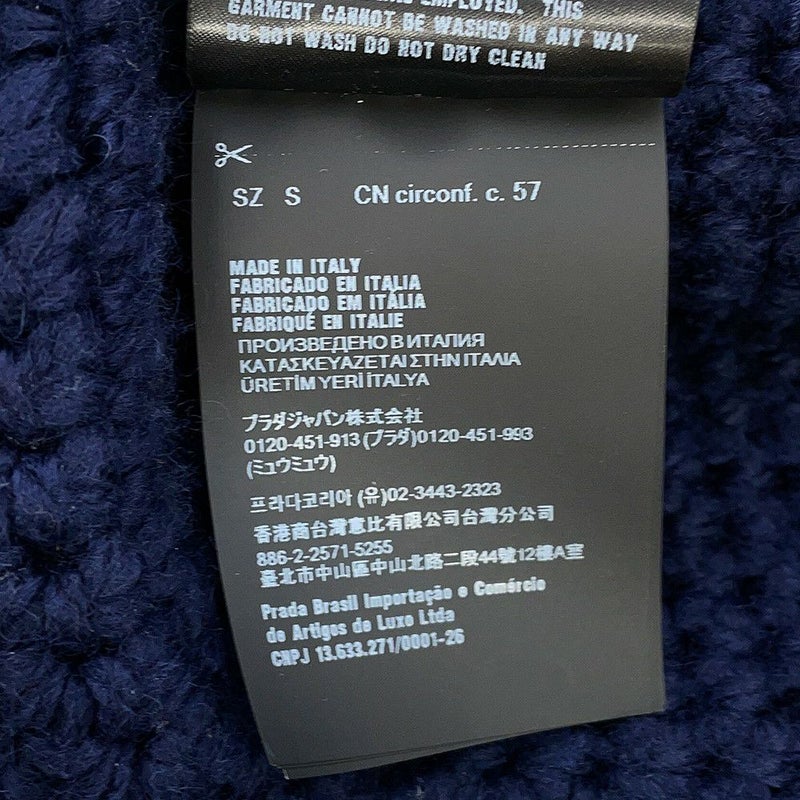 EMPLOYED. THIS
GARMENT CANNOT BE WASHED IN ANY WAY
DO NOT WASH DO NOT DRY CLEAN
SZ S CN circonf. c. 57
MADE IN ITALY
FABRICADO EN ITALIA
FABRICADO EM ITÁLIA
FABRIQUÉ EN ITALIE
ПРОИЗВЕДЕНО В ИТАЛИЯ
ΚΑΤΑΣΚΕΥΑΖΕΤΑΙ ΣΤΗΝ ΙΤΑΛΙΑ
ÜRETİM YERİ İTALYA
プラダジャパン株式会社
0120-451-913 (プラダ)0120-451-993
(ミュウミュウ)
프라다코리아 (유)02-3443-2323
香港商台灣意比有限公司台灣分公司
886-2-2571-5255
臺北市中山區中山北路二段44號12樓A室
Prada Brasil Importação e Comércio
de Artigos de Luxo Ltda
CNPJ 13.633.271/0001-26